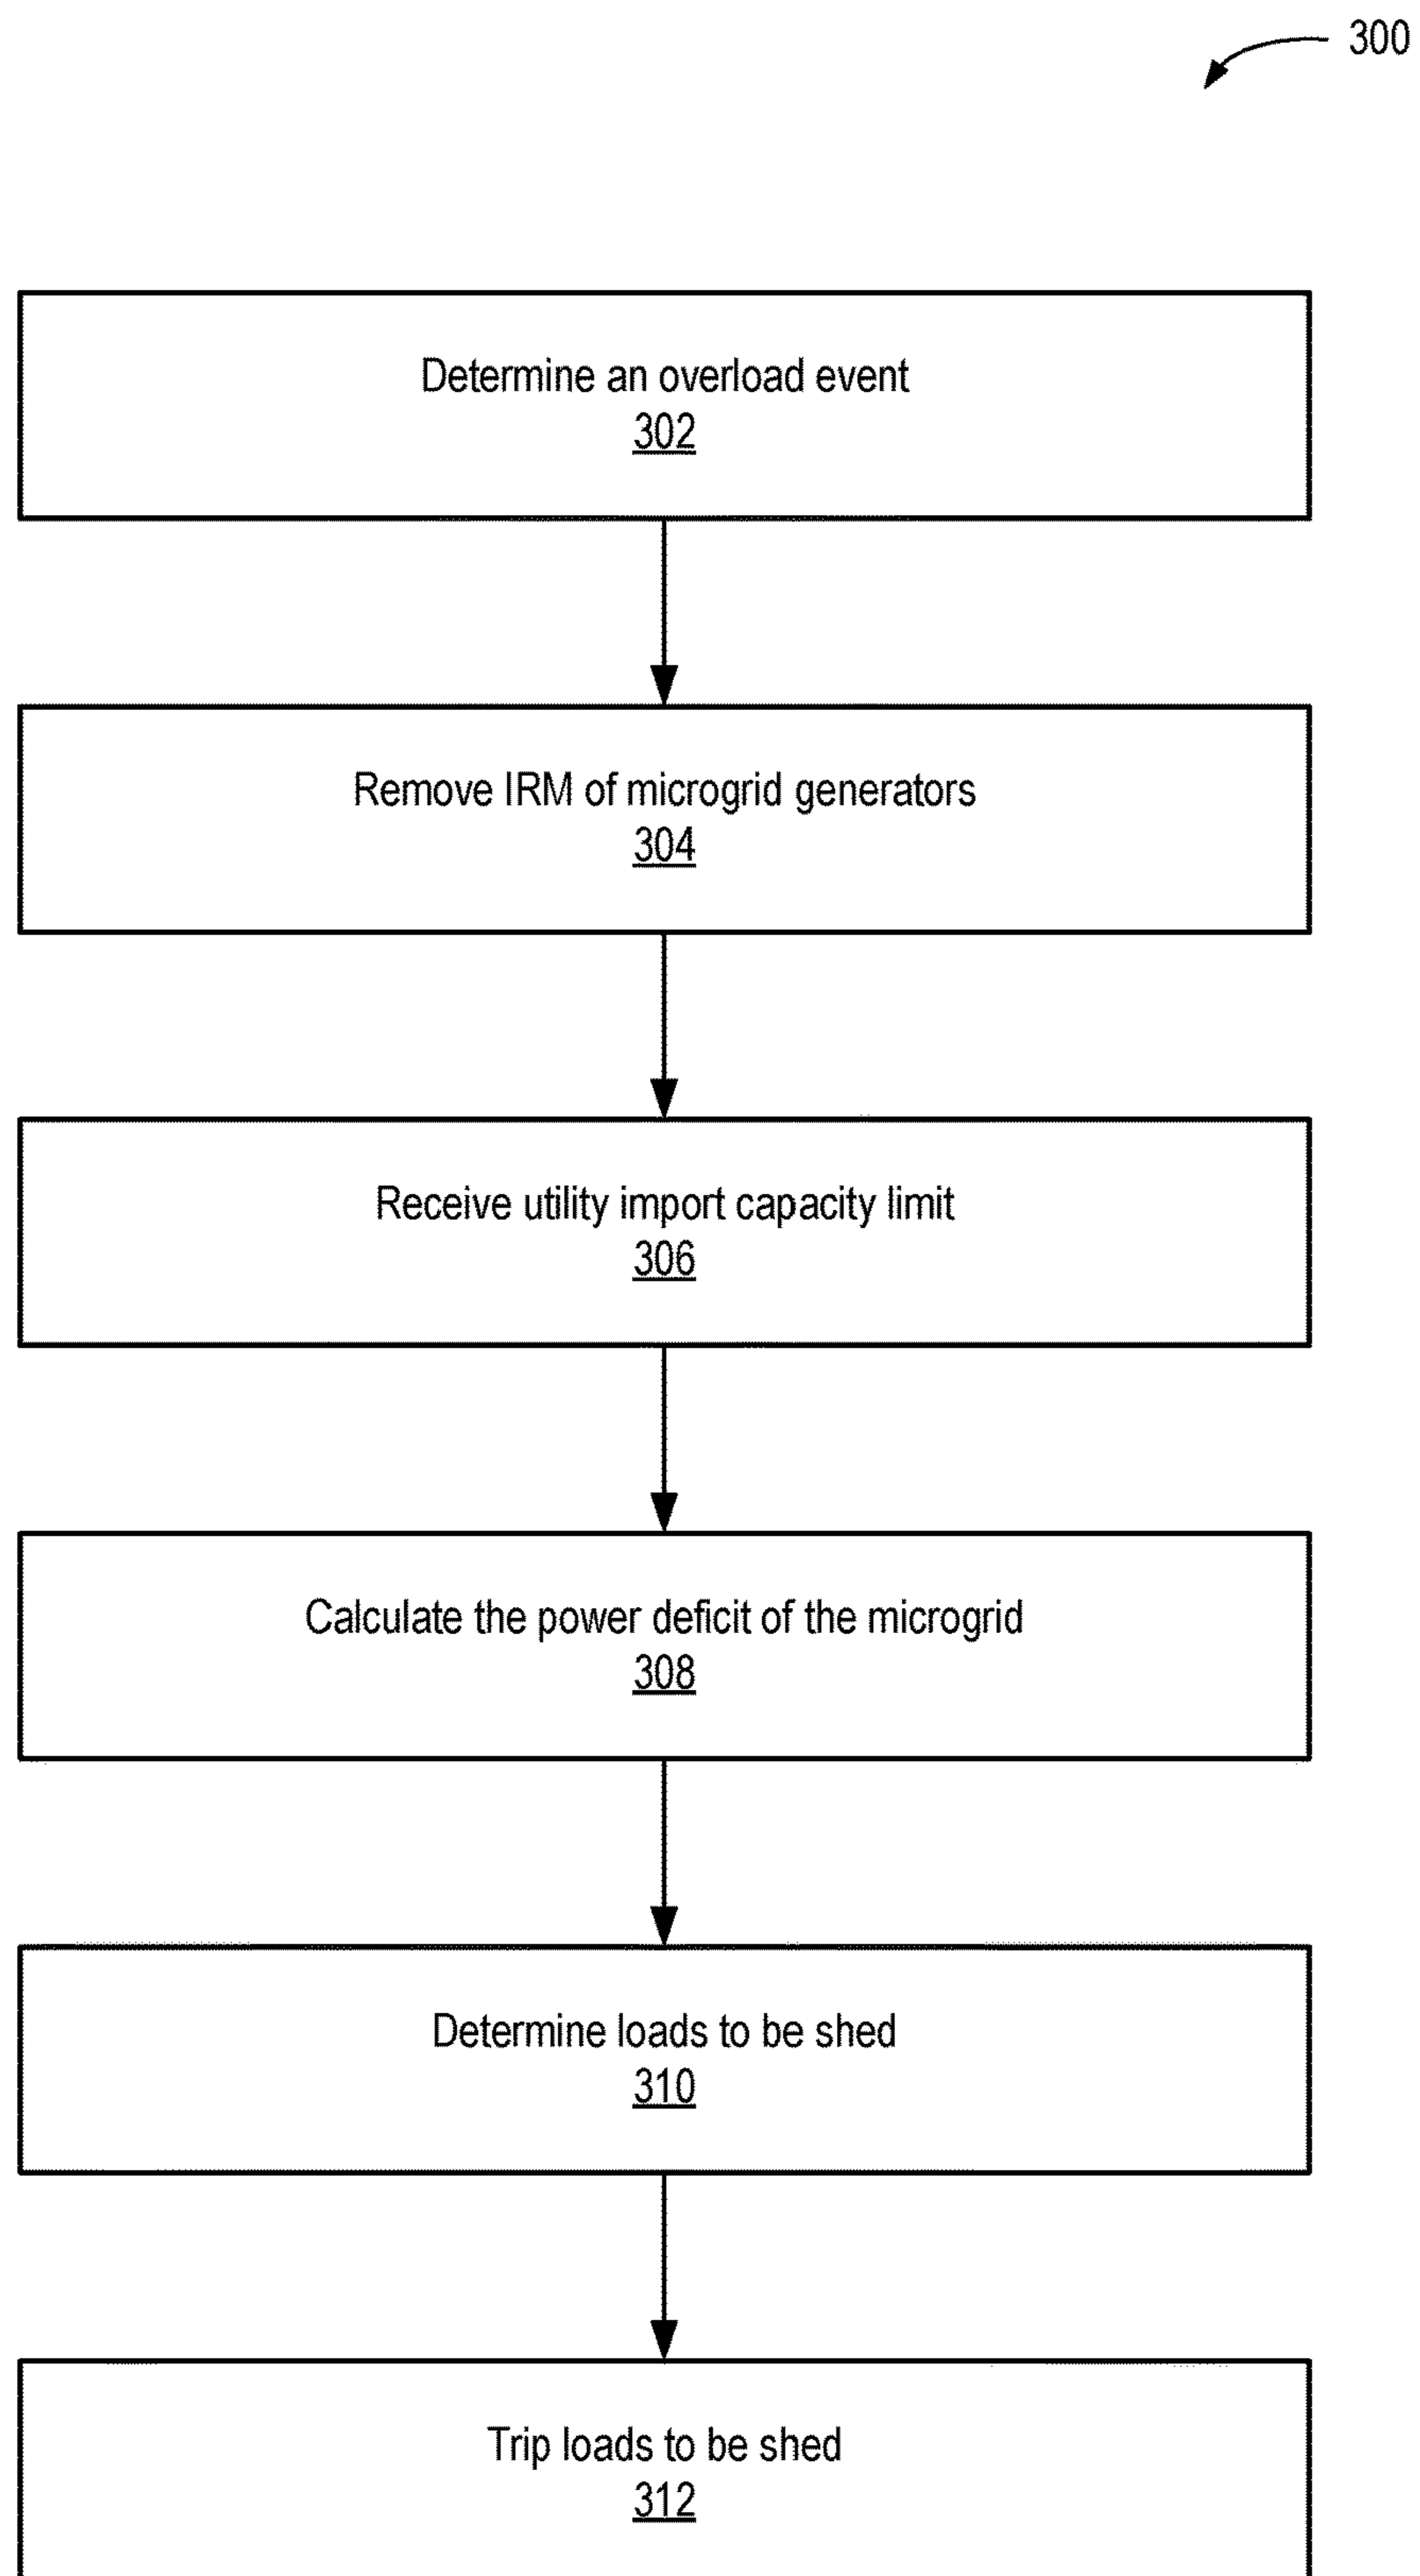 300
Determine an overload event
302
Remove IRM of microgrid generators
304
Receive utility import capacity limit
306
Calculate the power deficit of the microgrid
308
Determine loads to be shed
310
Trip loads to be shed
312